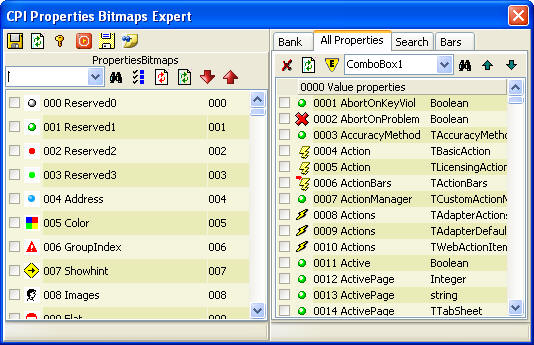 CPI Properties Bitmaps Expert
PropertiesBitmaps
000 Reserved0 000
001 Reserved1 001
002 Reserved2 002
003 Reserved3 003
004 Address 004
005 Color 005
006 GroupIndex 006
007 Showhint 007
008 Images 008
009 Flat 009
Bank All Properties Search Bars
ComboBox1
0000 Value properties
0001 AbortOnKeyViol Boolean
0002 AbortOnProblem Boolean
0003 AccuracyMethod TAccuracyMethod
0004 Action TBasicAction
0005 Action TLicensingAction
0006 ActionBars TActionBars
0007 ActionManager TCustomActionM
0008 Actions TAdapterActions
0009 Actions TAdapterDefaul
0010 Actions TWebActionItem
0011 Active Boolean
0012 ActivePage Integer
0013 ActivePage string
0014 ActivePage TTabSheet